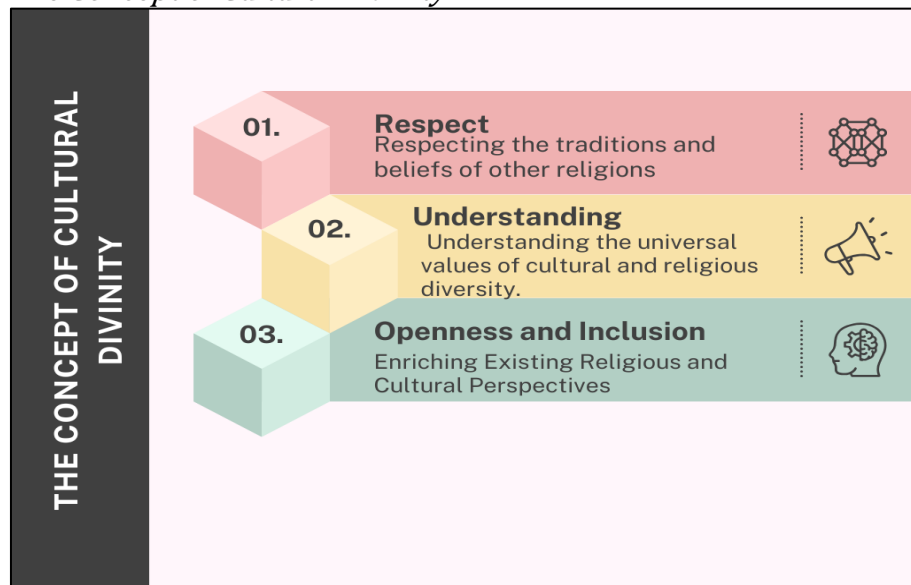 THE CONCEPT OF CULTURAL
DIVINITY
01.
Respect
Respecting the traditions and
beliefs of other religions
02.
Understanding
Understanding the universal
values of cultural and religious
diversity.
03.
Openness and Inclusion
Enriching Existing Religious and
Cultural Perspectives